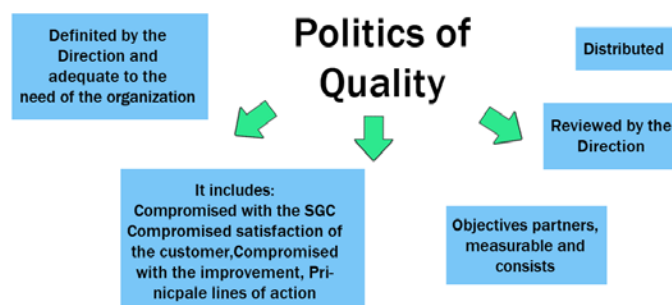 Politics of
Quality
Definited by the
Direction and
adequate to the
need of the organization
Distributed
Reviewed by the
Direction
It includes:
Compromised with the SGC
Compromised satisfaction of
the customer,Compromised
with the improvement, Pri-
nicpale lines of action
Objectives partners,
measurable and
consists